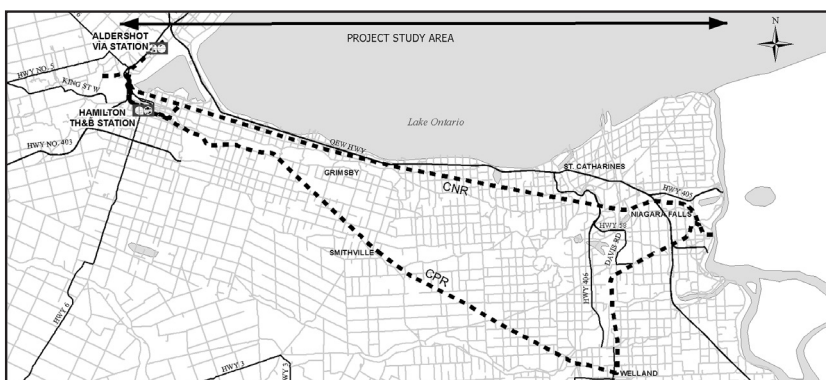 PROJECT STUDY AREA
N
ALDERSHOT
VIA STATION
HWY NO. 5
KING ST W
HAMILTON
TH&B STATION
HWY NO. 403
Lake Ontario
QEW HWY
GRIMSBY
CNR
ST. CATHARINES
HWY 405
NIAGARA FALLS
HWY 58
DAVIS RD
SMITHVILLE
CPR
HWY 406
HWY 6
HWY 3
WELLAND